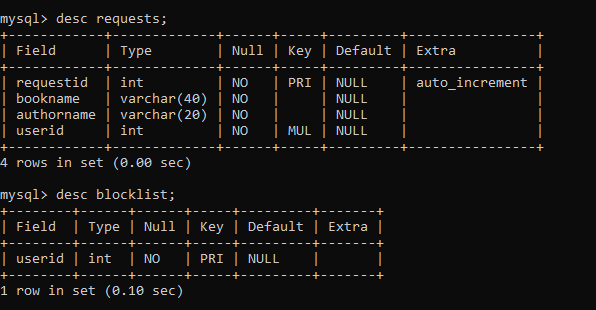 mysql> desc requests;
+------------+-------------+------+-----+---------+----------------+
| Field      | Type        | Null | Key | Default | Extra          |
+------------+-------------+------+-----+---------+----------------+
| requestid  | int         | NO   | PRI | NULL    | auto_increment |
| bookname   | varchar(40) | NO   |     | NULL    |                |
| authorname | varchar(20) | NO   |     | NULL    |                |
| userid     | int         | NO   | MUL | NULL    |                |
+------------+-------------+------+-----+---------+----------------+
4 rows in set (0.00 sec)

mysql> desc blocklist;
+--------+------+------+-----+---------+-------+
| Field  | Type | Null | Key | Default | Extra |
+--------+------+------+-----+---------+-------+
| userid | int  | NO   | PRI | NULL    |       |
+--------+------+------+-----+---------+-------+
1 row in set (0.10 sec)